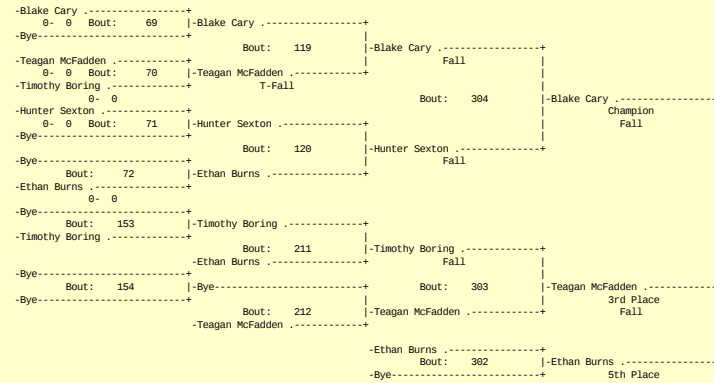 -Blake Cary .----------------+
0-  0   Bout:     69      |-Blake Cary .--------------+
-Bye-------------------------+                            |
Bout:    119         |-Blake Cary .----------------+
-Teagan McFadden .-----------+                            |            Fall             |
0-  0   Bout:     70      |-Teagan McFadden .---------+                             |
-Timothy Boring .------------+           T-Fall                                         |
0-  0                                                     Bout:    304          |-Blake Cary .---------------
-Hunter Sexton .-------------+                                                          |          Champion
0-  0   Bout:     71      |-Hunter Sexton .-----------+                             |            Fall
-Bye-------------------------+                            |                             |
Bout:    120         |-Hunter Sexton .-------------+
-Bye-------------------------+                            |            Fall
Bout:     72         |-Ethan Burns .-------------+
-Ethan Burns .---------------+
0-  0
-Bye-------------------------+
Bout:    153         |-Timothy Boring .----------+
-Timothy Boring .------------+                            |
Bout:    211         |-Timothy Boring .------------+
-Ethan Burns .-------------+            Fall             |
-Bye-------------------------+                                                          |
Bout:    154         |-Bye-----------------------+        Bout:    303          |-Teagan McFadden .----------
-Bye-------------------------+                            |                             |          3rd Place
Bout:    212         |-Teagan McFadden .-----------+            Fall
-Teagan McFadden .---------+
-Ethan Burns .---------------+
Bout:    302          |-Ethan Burns .--------------
-Bye-------------------------+          5th Place